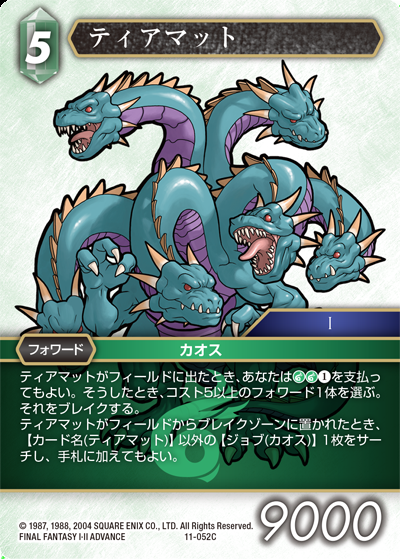 5
ティアマット
I
フォワード
カオス
ティアマットがフィールドに出たとき、あなたは1を支払っ
てもよい。そうしたとき、コスト5以上のフォワード1体を選ぶ。
それをブレイクする。
ティアマットがフィールドからブレイクゾーンに置かれたとき、
【カード名(ティアマット)】以外の【ジョブ(カオス)】1枚をサー
チし、手札に加えてもよい。
© 1987, 1988, 2004 SQUARE ENIX CO., LTD. All Rights Reserved.
FINAL FANTASY I·II ADVANCE 11-052C
9000